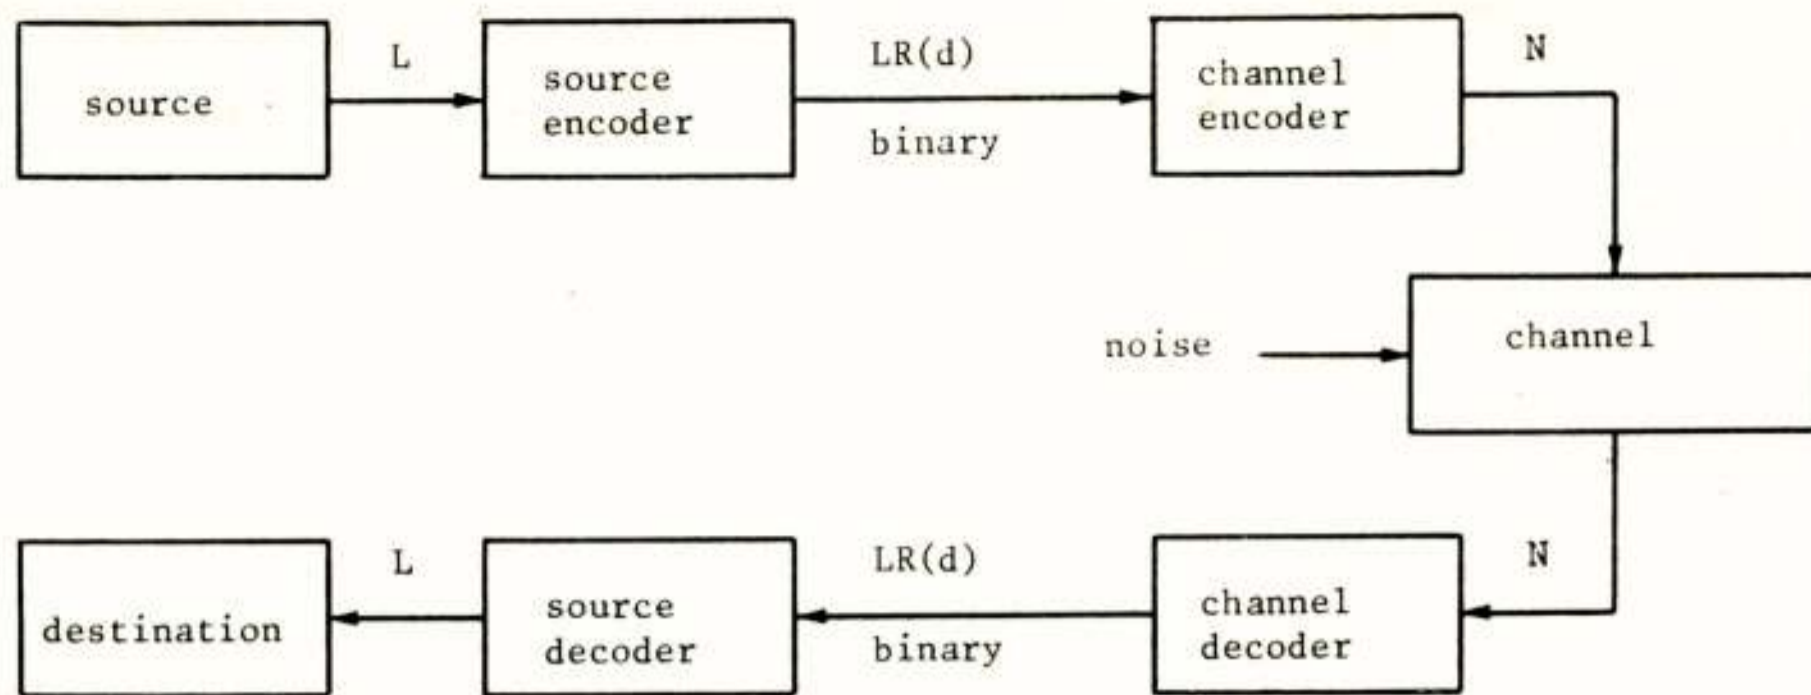 source
L
source
encoder
LR(d)
binary
channel
encoder
N
noise
channel
destination
L
source
decoder
LR(d)
binary
channel
decoder
N